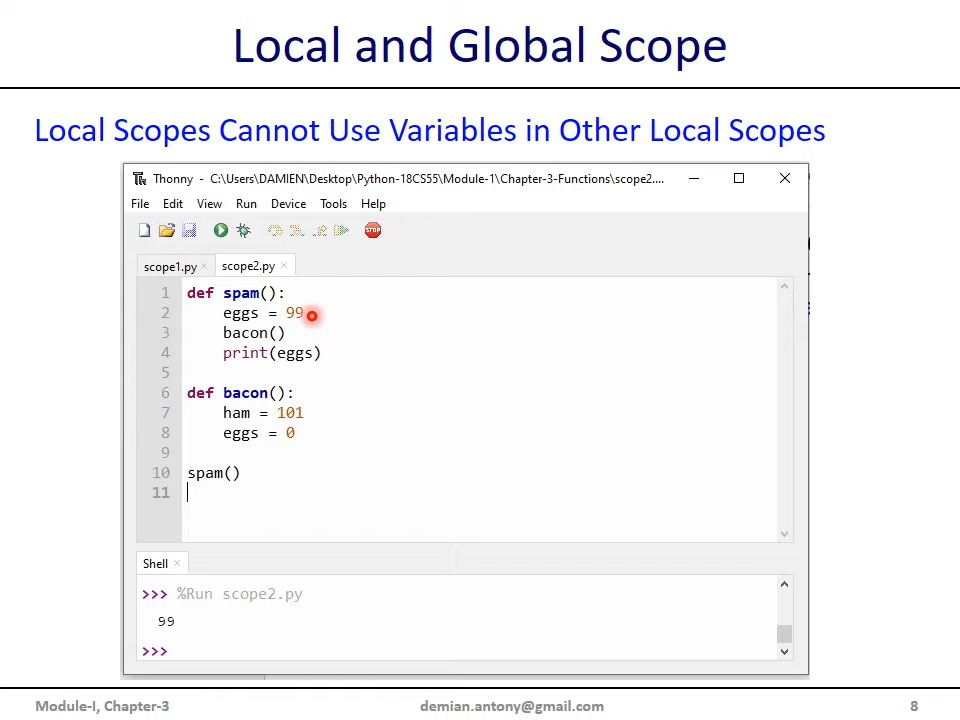 Local and Global Scope
Local Scopes Cannot Use Variables in Other Local Scopes
Thonny - C:\Users\DAMIEN\Desktop\Python-18CS55\Module-1\Chapter-3-Functions\scope2....
File Edit View Run Device Tools Help
STOP
scope1.py × scope2.py ×
1 def spam():
2     eggs = 99
3     bacon()
4     print(eggs)
5
6 def bacon():
7     ham = 101
8     eggs = 0
9
10 spam()
11
Shell ×
>>> %Run scope2.py
99
>>>
Module-I, Chapter-3 demian.antony@gmail.com 8